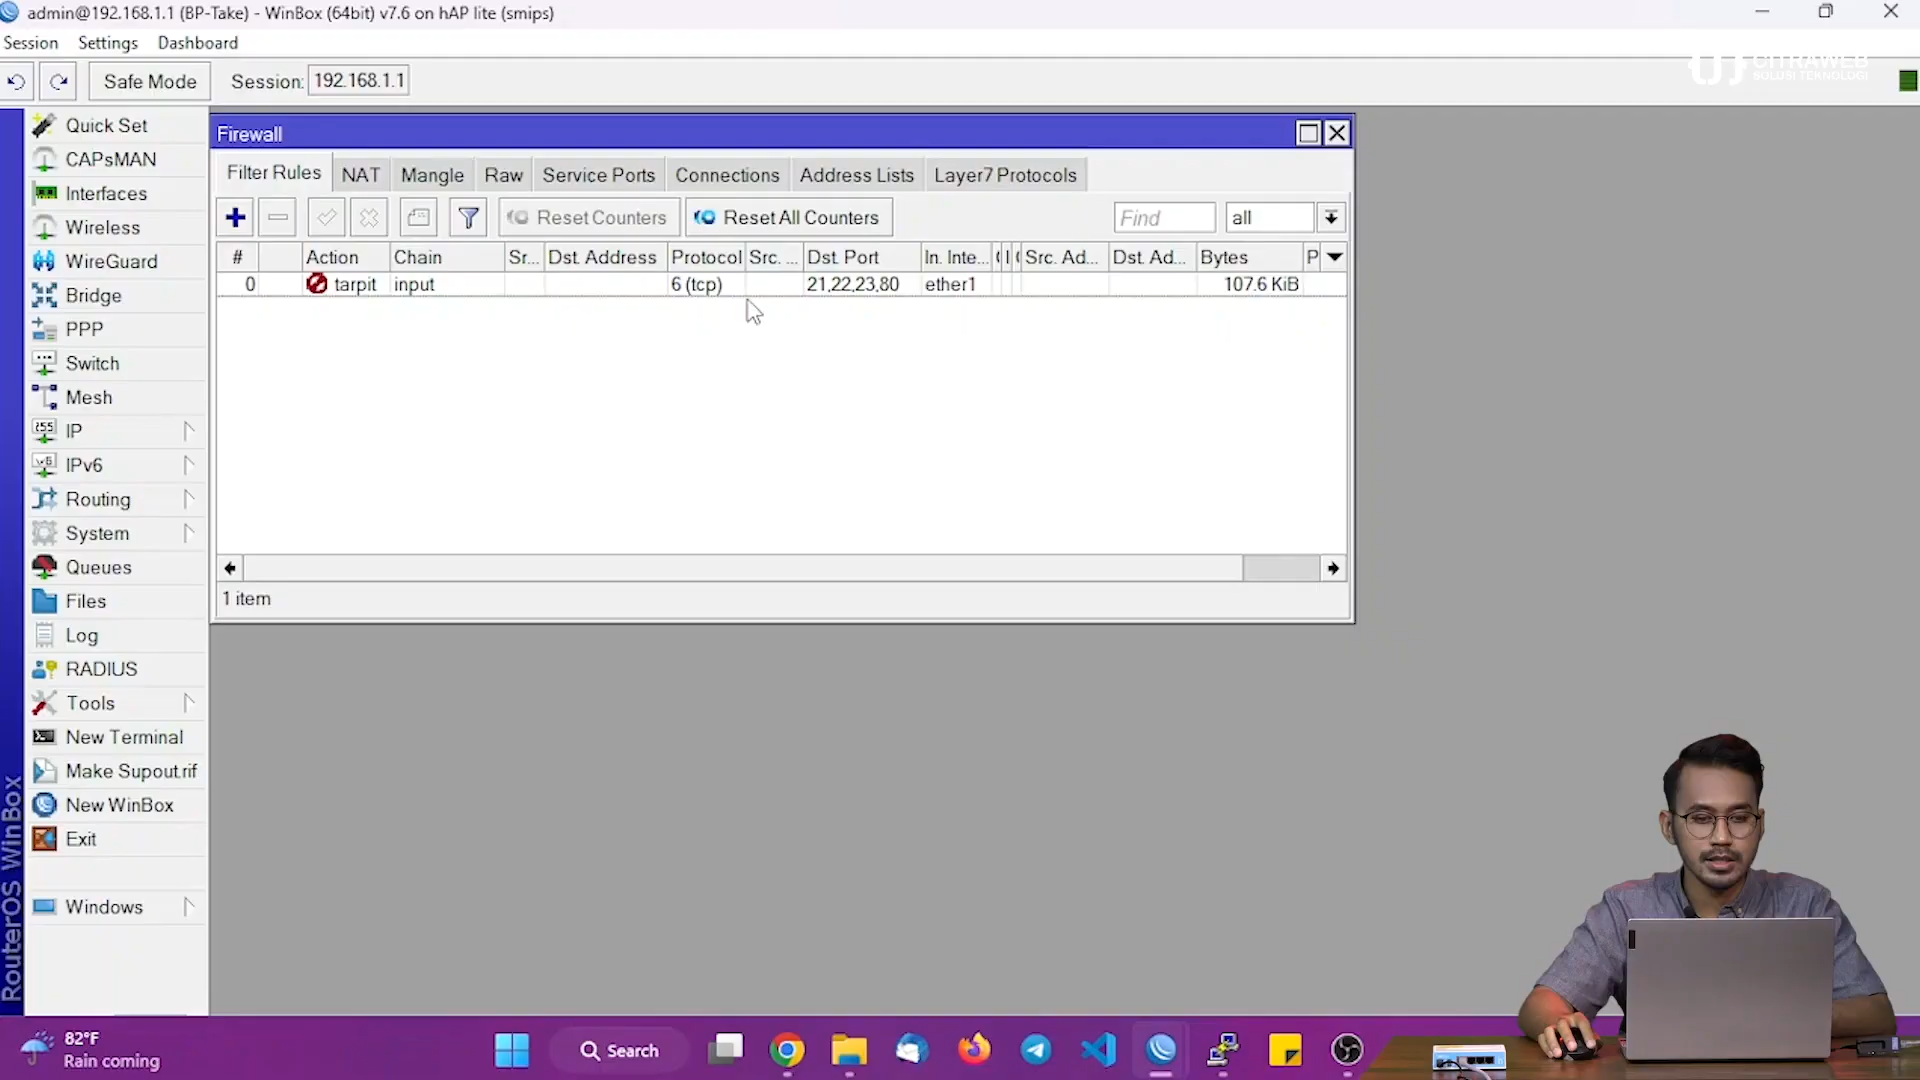 admin@192.168.1.1 (BP-Take) - WinBox (64bit) v7.6 on hAP lite (smips)
Session Settings Dashboard
Safe Mode Session: 192.168.1.1
CITRAWEB
SOLUSI TEKNOLOGI
Quick Set
CAPsMAN
Interfaces
Wireless
WireGuard
Bridge
PPP
Switch
Mesh
IP
IPv6
Routing
System
Queues
Files
Log
RADIUS
Tools
New Terminal
Make Supout.rif
New WinBox
Exit
Windows
RouterOS WinBox
Firewall
Filter Rules NAT Mangle Raw Service Ports Connections Address Lists Layer7 Protocols
Reset Counters Reset All Counters Find all
# Action Chain Sr... Dst. Address Protocol Src. ... Dst. Port In. Inte... Src. Ad... Dst. Ad... Bytes P
0 tarpit input 6 (tcp) 21,22,23,80 ether1 107.6 KiB
1 item
82°F
Rain coming
Search